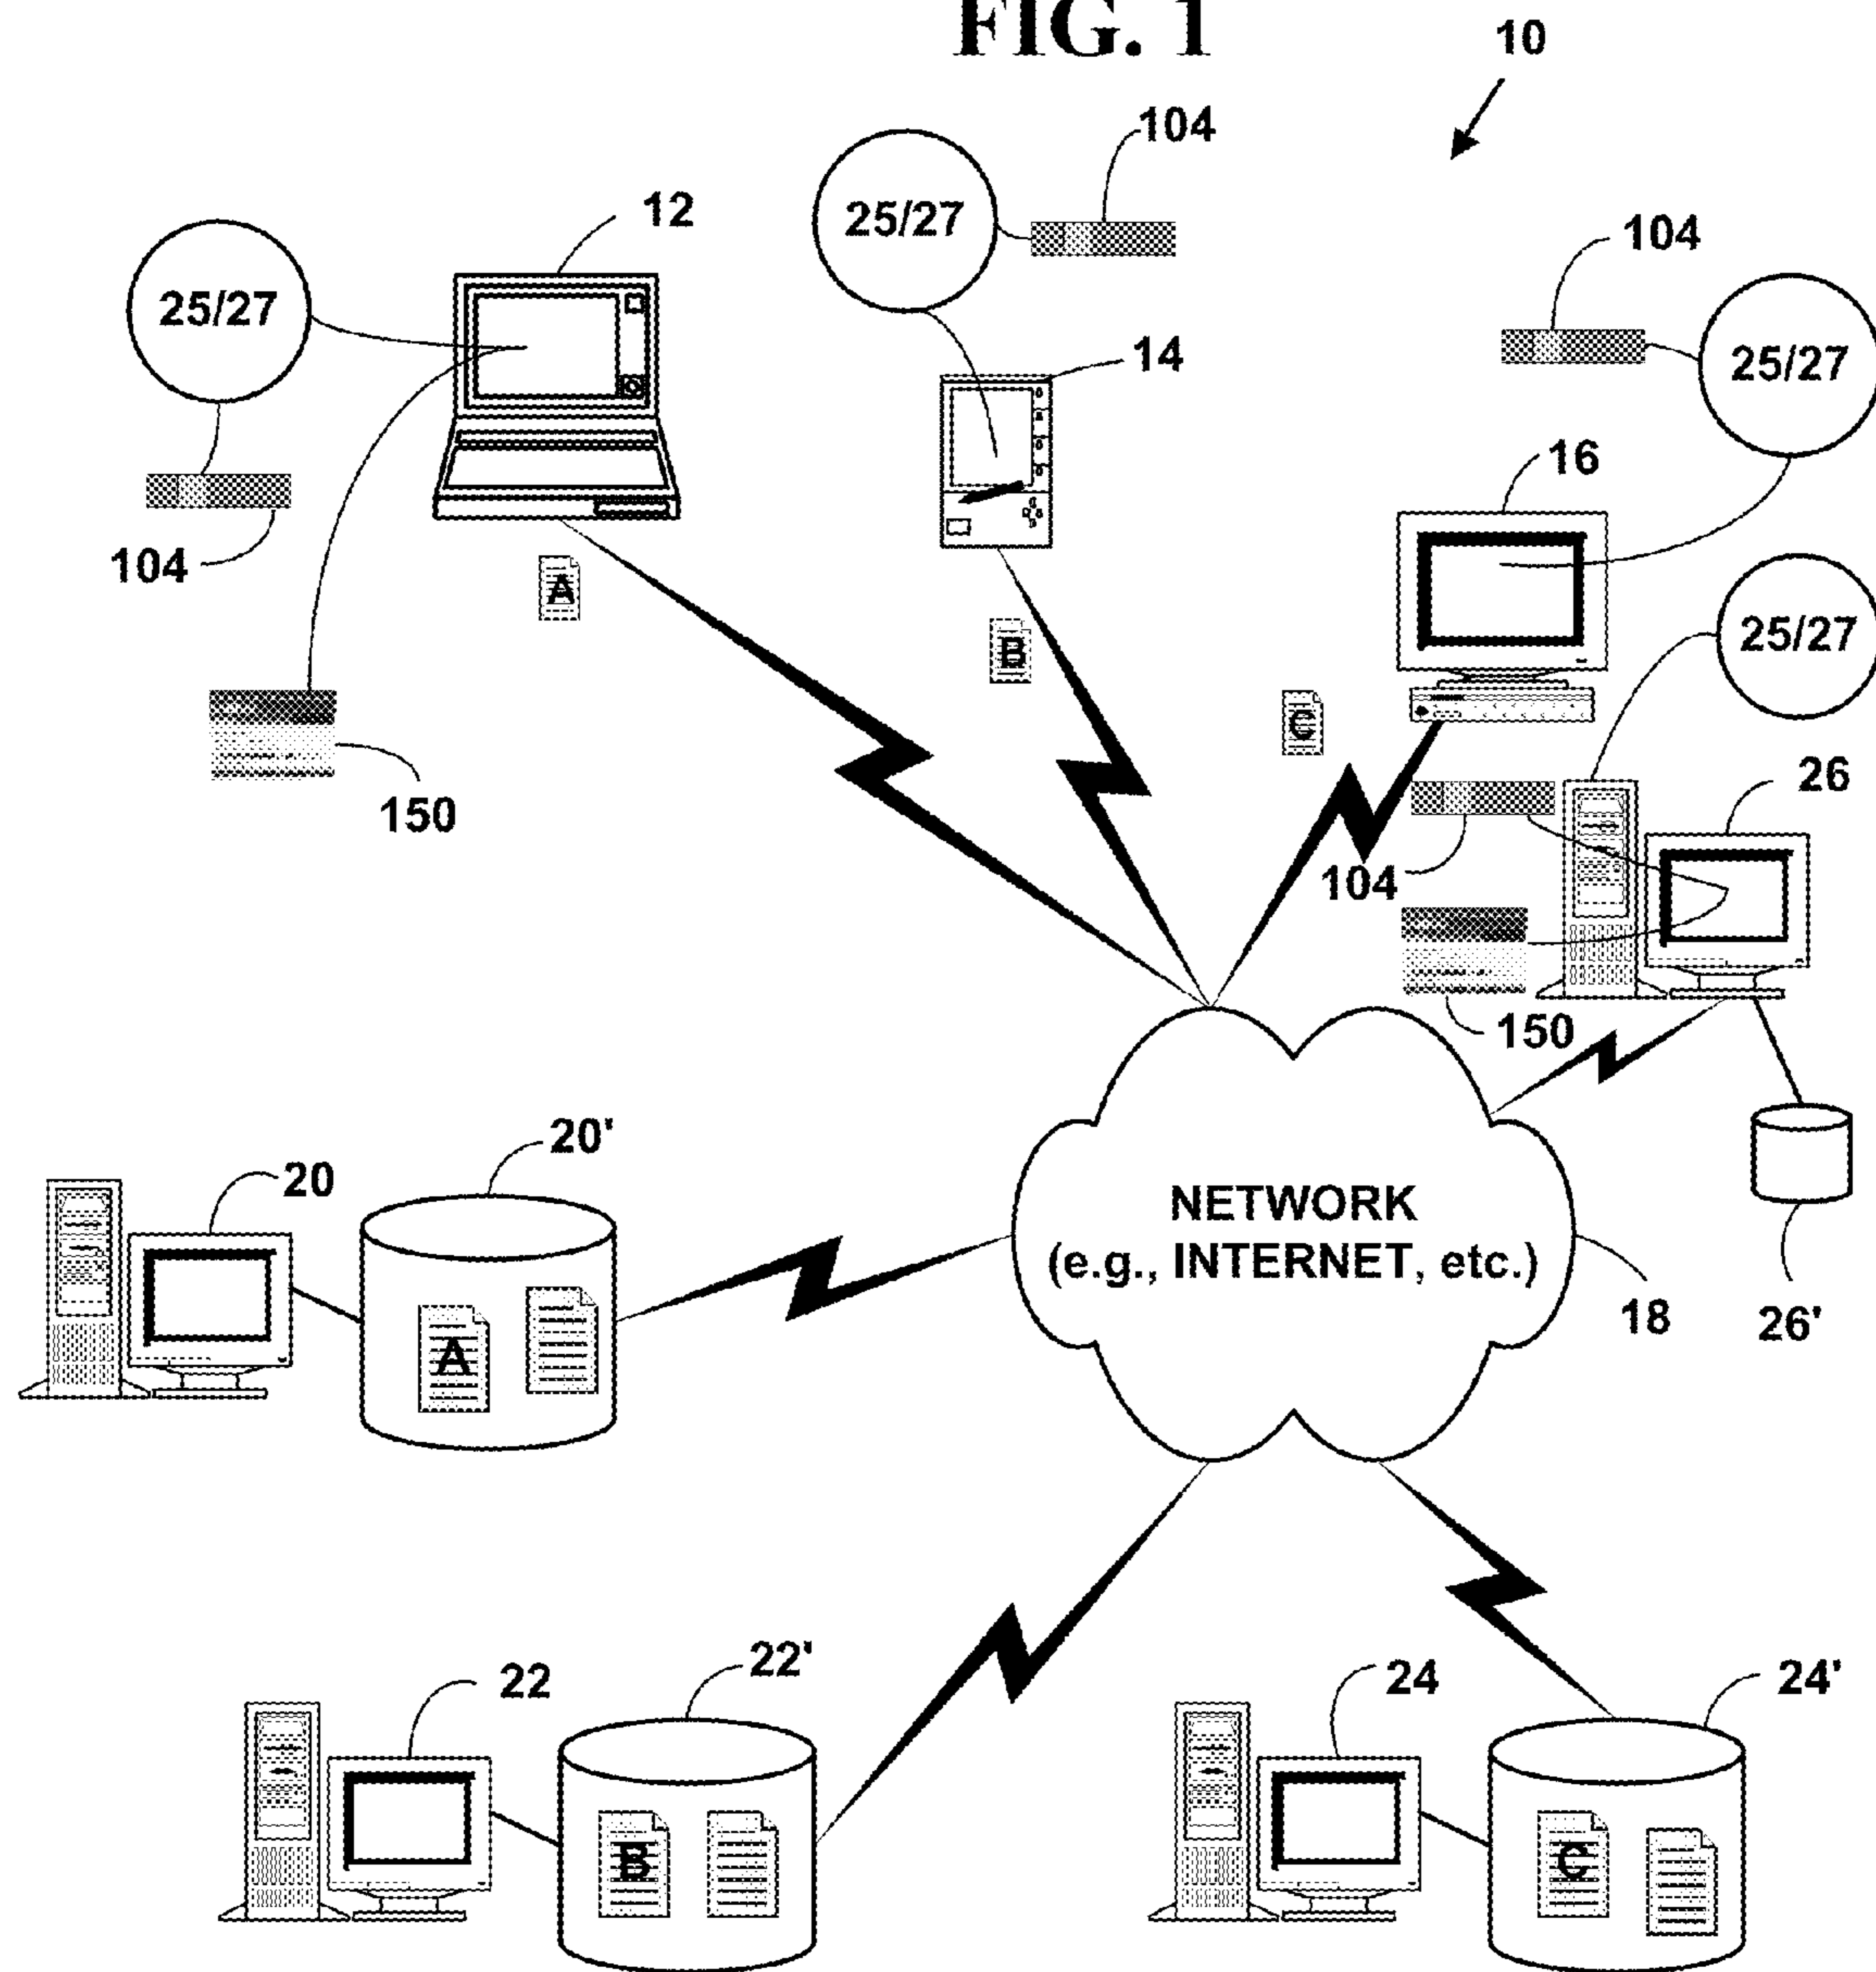 FIG. 1
10
104
12
25/27
104
25/27
14
25/27
16
104
A
B
25/27
C
26
150
104
150
20'
20
NETWORK
(e.g., INTERNET, etc.)
18
26'
A
22'
22
24
24'
B
C